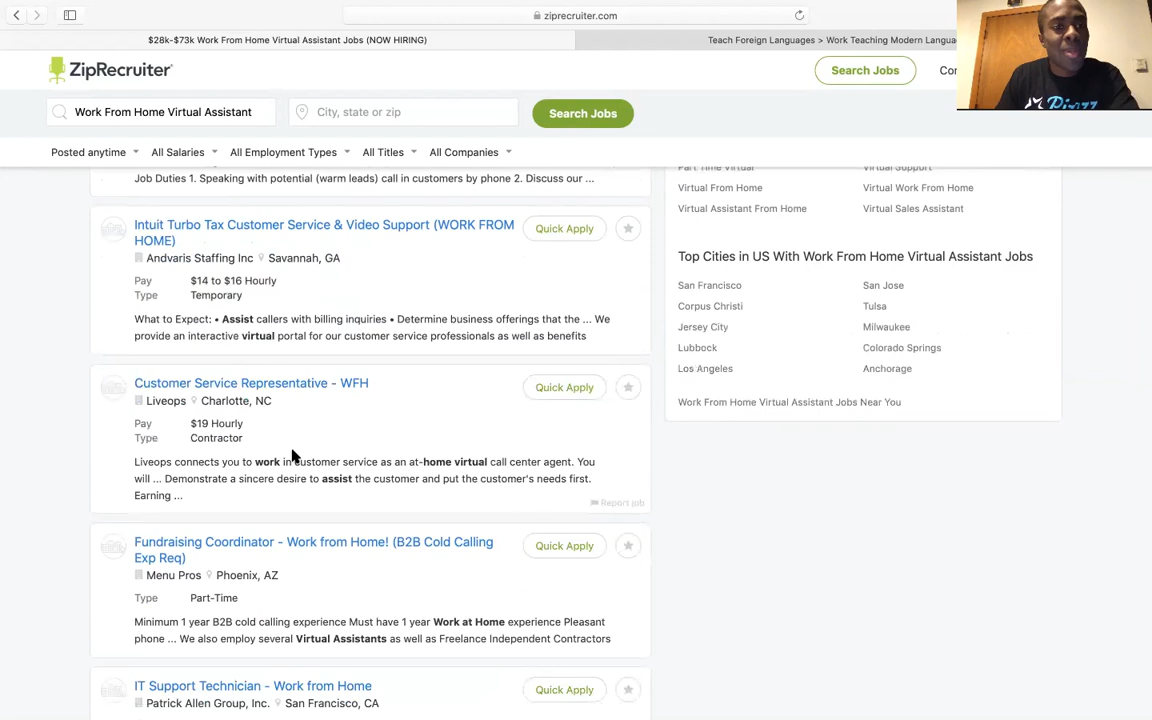 ziprecruiter.com
$28k-$73k Work From Home Virtual Assistant Jobs (NOW HIRING)
Teach Foreign Languages > Work Teaching Modern
ZipRecruiter
Search Jobs
Work From Home Virtual Assistant
City, state or zip
Search Jobs
Posted anytime
All Salaries
All Employment Types
All Titles
All Companies
Job Duties 1. Speaking with potential (warm leads) call in customers by phone 2. Discuss our ...
Intuit Turbo Tax Customer Service & Video Support (WORK FROM
HOME)
Quick Apply
Andvaris Staffing Inc Savannah, GA
Pay $14 to $16 Hourly
Type Temporary
What to Expect: • Assist callers with billing inquiries • Determine business offerings that the ... We
provide an interactive virtual portal for our customer service professionals as well as benefits
Customer Service Representative - WFH
Quick Apply
Liveops Charlotte, NC
Pay $19 Hourly
Type Contractor
Liveops connects you to work in customer service as an at-home virtual call center agent. You
will ... Demonstrate a sincere desire to assist the customer and put the customer's needs first.
Earning ...
Report job
Fundraising Coordinator - Work from Home! (B2B Cold Calling
Exp Req)
Quick Apply
Menu Pros Phoenix, AZ
Type Part-Time
Minimum 1 year B2B cold calling experience Must have 1 year Work at Home experience Pleasant
phone ... We also employ several Virtual Assistants as well as Freelance Independent Contractors
IT Support Technician - Work from Home
Quick Apply
Patrick Allen Group, Inc. San Francisco, CA
Part Time Virtual
Virtual Support
Virtual From Home
Virtual Work From Home
Virtual Assistant From Home
Virtual Sales Assistant
Top Cities in US With Work From Home Virtual Assistant Jobs
San Francisco
San Jose
Corpus Christi
Tulsa
Jersey City
Milwaukee
Lubbock
Colorado Springs
Los Angeles
Anchorage
Work From Home Virtual Assistant Jobs Near You